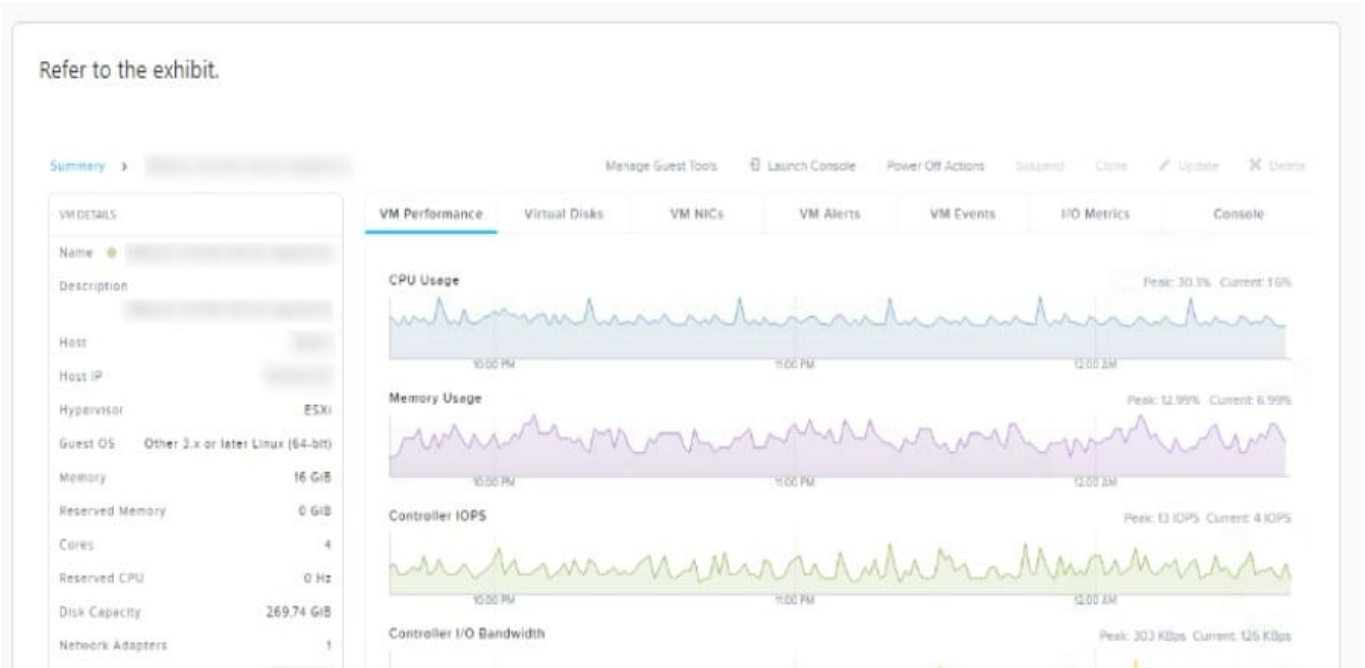 Refer to the exhibit.
Summary >
Manage Guest Tools Launch Console Power Off Actions Suspend Clone Update Delete
VM DETAILS
VM Performance Virtual Disks VM NICs VM Alerts VM Events I/O Metrics Console
Name
Description
Host
Host IP
Hypervisor ESXi
Guest OS Other 2.x or later Linux (64-bit)
Memory 16 GiB
Reserved Memory 0 GiB
Cores 4
Reserved CPU 0 Hz
Disk Capacity 269.74 GiB
Network Adapters 1
CPU Usage Peak: 30.3% Current: 16%
10:00 PM 11:00 PM 12:00 AM
Memory Usage Peak: 12.99% Current: 6.99%
10:00 PM 11:00 PM 12:00 AM
Controller IOPS Peak: 13 IOPS Current: 4 IOPS
10:00 PM 11:00 PM 12:00 AM
Controller I/O Bandwidth Peak: 303 KBps Current: 126 KBps